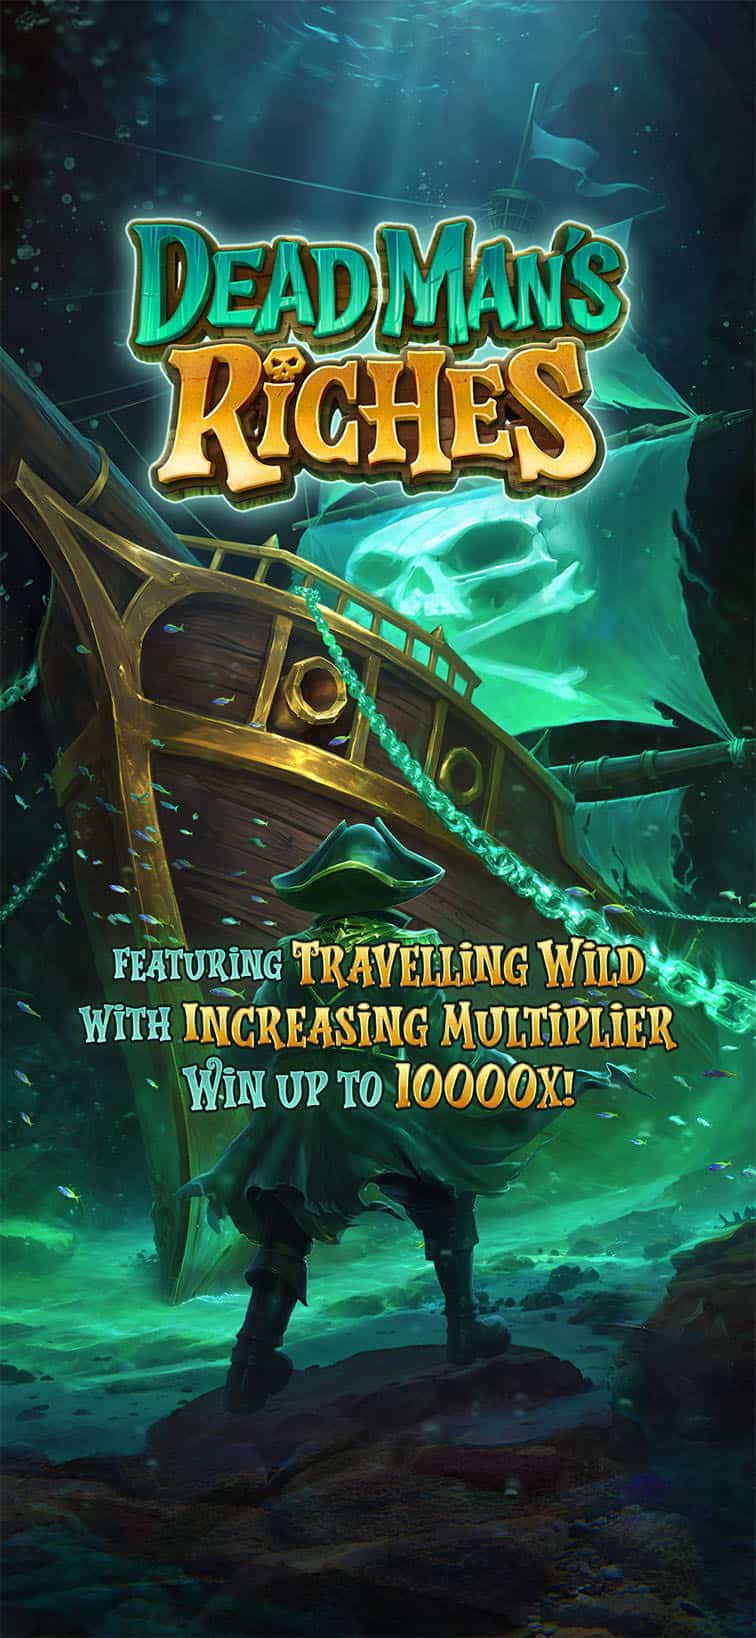 DEAD MAN'S
RICHES
FEATURING TRAVELLING WILD
WITH INCREASING MULTIPLIER
WIN UP TO 10000X!